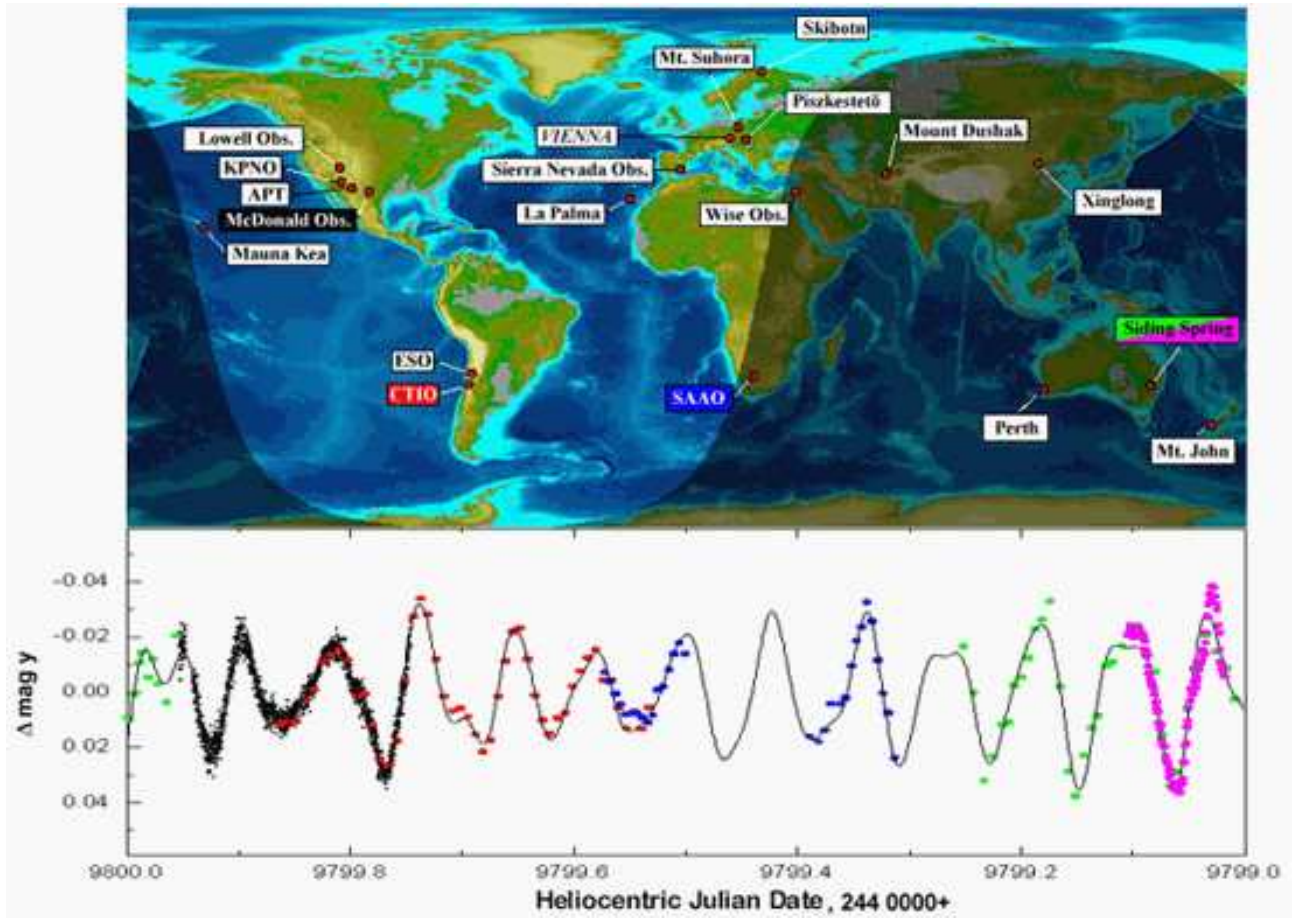 Skibotn
Mt. Suhora
Piszkestetö
VIENNA
Mount Dushak
Lowell Obs.
KPNO
Sierra Nevada Obs.
APT
La Palma
Wise Obs.
Xinglong
McDonald Obs.
Mauna Kea
Siding Spring
ESO
CTIO
SAAO
Perth
Mt. John
-0.04
-0.02
0.00
0.02
0.04
Δ mag y
9800.0
9799.8
9799.6
9799.4
9799.2
9799.0
Heliocentric Julian Date, 244 0000+